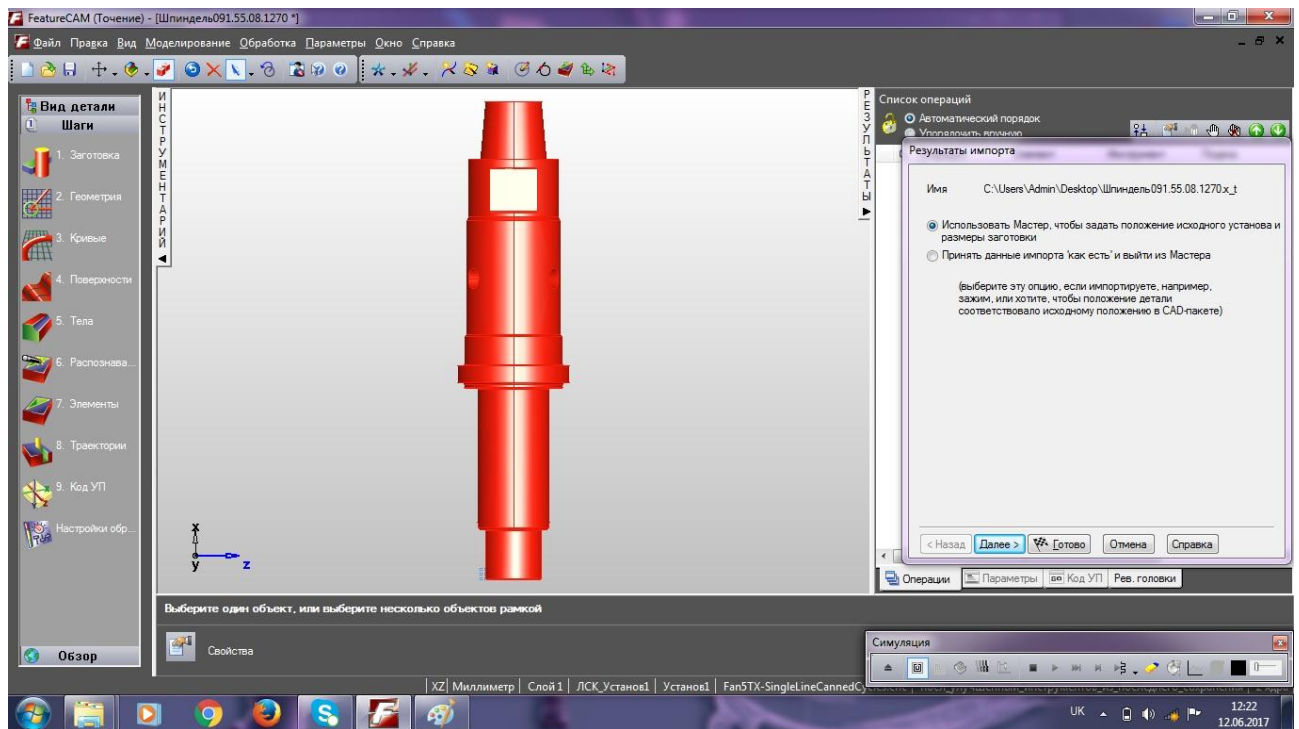 FeatureCAM (Точение) - [Шпиндель091.55.08.1270 *]
Файл Правка Вид Моделирование Обработка Параметры Окно Справка
Вид детали
Шаги
1. Заготовка
2. Геометрия
3. Кривые
4. Поверхности
5. Тела
6. Распознава...
7. Элементы
8. Траектории
9. Код УП
Настройки обр...
Обзор
ИНСТРУМЕНТАРИЙ
x
y
z
РЕЗУЛЬТАТЫ
Список операций
Автоматический порядок
Упорядочить вручную
Результаты импорта
Имя C:\Users\Admin\Desktop\Шпиндель091.55.08.1270.x_t
Использовать Мастер, чтобы задать положение исходного установа и
размеры заготовки
Принять данные импорта 'как есть' и выйти из Мастера
(выберите эту опцию, если импортируете, например,
зажим, или хотите, чтобы положение детали
соответствовало исходному положению в CAD-пакете)
< Назад Далее > Готово Отмена Справка
Операции Параметры Код УП Рев. головки
Выберите один объект, или выберите несколько объектов рамкой
Свойства
Симуляция
XZ Миллиметр Слой 1 ЛСК_Установ1 Установ1 Fan5TX-SingleLineCannedCy
UK
12:22
12.06.2017